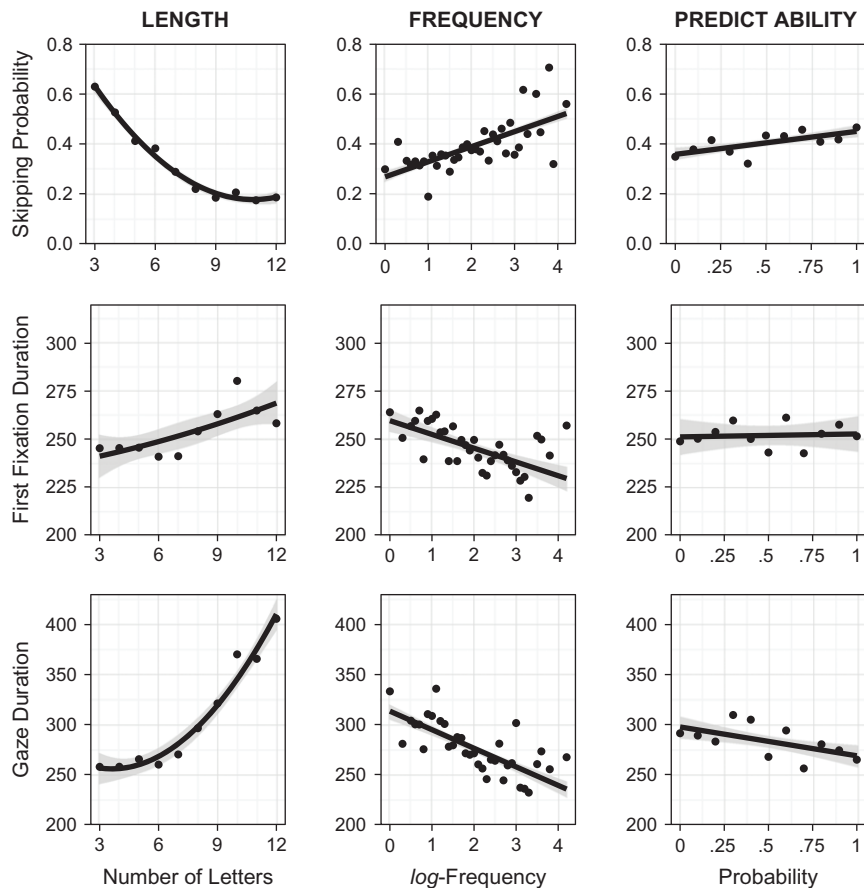 LENGTH FREQUENCY PREDICT ABILITY
Skipping Probability
0.8 0.8 0.8
0.6 0.6 0.6
0.4 0.4 0.4
0.2 0.2 0.2
0.0 0.0 0.0
3 6 9 12 0 1 2 3 4 0 .25 .5 .75 1
First Fixation Duration
300 300 300
275 275 275
250 250 250
225 225 225
200 200 200
3 6 9 12 0 1 2 3 4 0 .25 .5 .75 1
Gaze Duration
400 400 400
350 350 350
300 300 300
250 250 250
200 200 200
3 6 9 12 0 1 2 3 4 0 .25 .5 .75 1
Number of Letters log-Frequency Probability